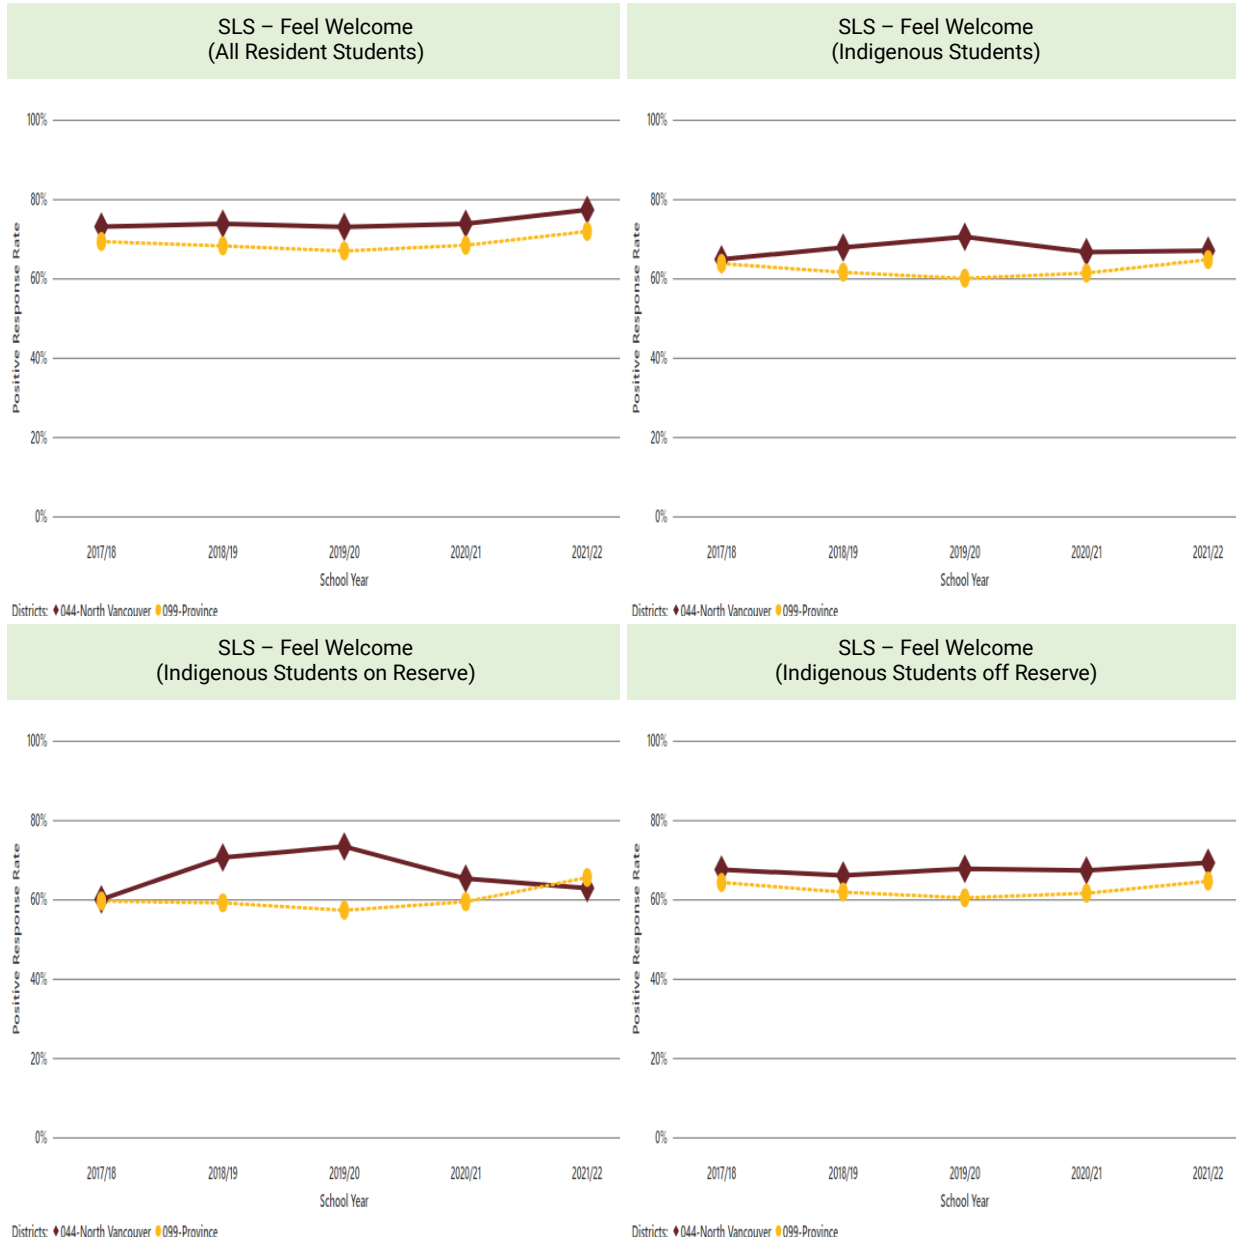 SLS – Feel Welcome
(All Resident Students)
100%
80%
60%
40%
20%
0%
Positive Response Rate
2017/18 2018/19 2019/20 2020/21 2021/22
School Year
Districts: 044-North Vancouver 099-Province
SLS – Feel Welcome
(Indigenous Students)
100%
80%
60%
40%
20%
0%
Positive Response Rate
2017/18 2018/19 2019/20 2020/21 2021/22
School Year
Districts: 044-North Vancouver 099-Province
SLS – Feel Welcome
(Indigenous Students on Reserve)
100%
80%
60%
40%
20%
0%
Positive Response Rate
2017/18 2018/19 2019/20 2020/21 2021/22
School Year
Districts: 044-North Vancouver 099-Province
SLS – Feel Welcome
(Indigenous Students off Reserve)
100%
80%
60%
40%
20%
0%
Positive Response Rate
2017/18 2018/19 2019/20 2020/21 2021/22
School Year
Districts: 044-North Vancouver 099-Province